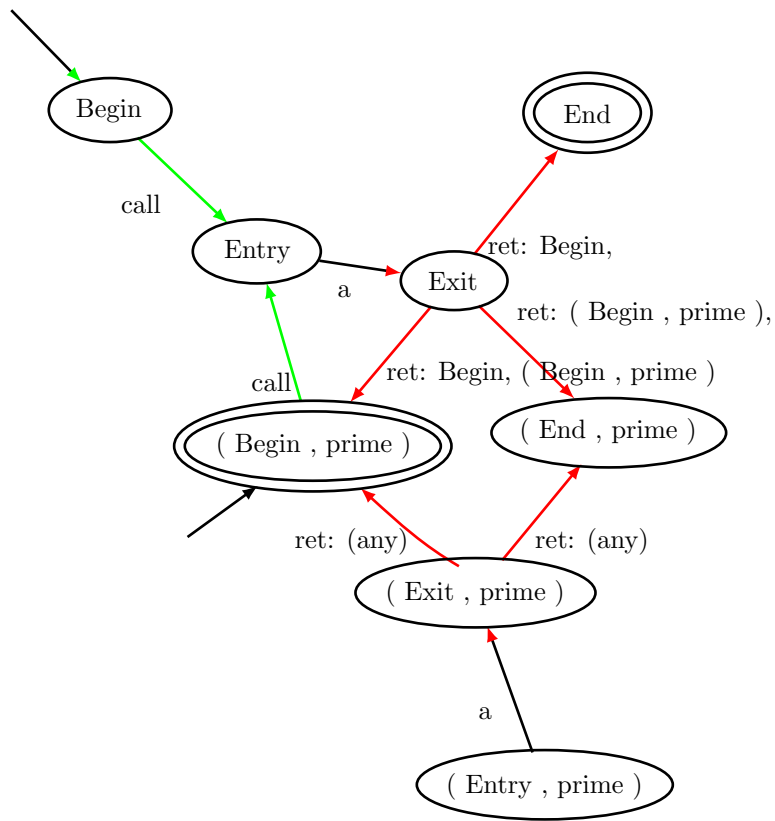 Begin
End
call
Entry
ret: Begin,
Exit
a
ret: ( Begin , prime ),
ret: Begin, ( Begin , prime )
call
( Begin , prime )
( End , prime )
ret: (any)
ret: (any)
( Exit , prime )
a
( Entry , prime )